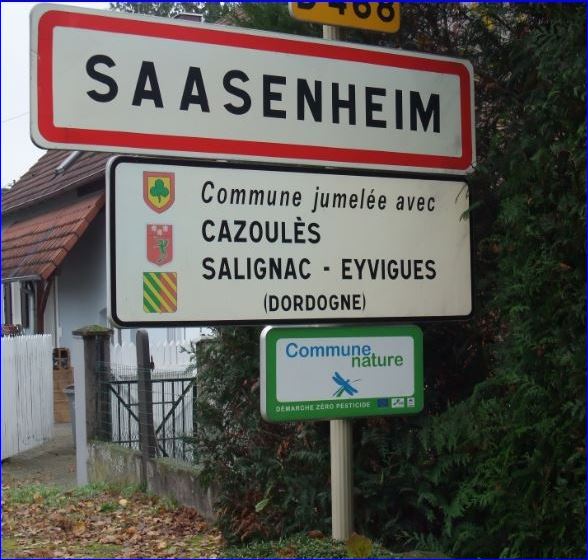 D 468
SAASENHEIM
Commune jumelée avec
CAZOULÈS
SALIGNAC - EYVIGUES
(DORDOGNE)
Commune
nature
DÉMARCHE ZÉRO PESTICIDE